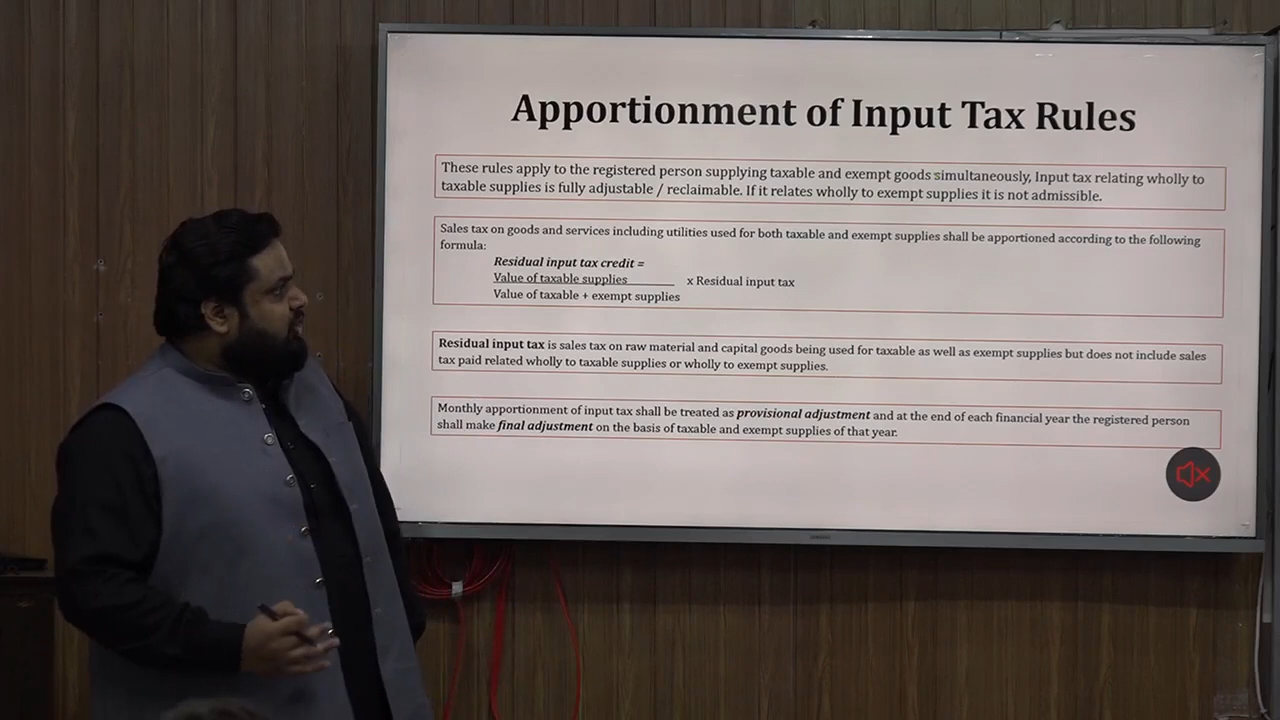 Apportionment of Input Tax Rules
These rules apply to the registered person supplying taxable and exempt goods simultaneously, Input tax relating wholly to
taxable supplies is fully adjustable / reclaimable. If it relates wholly to exempt supplies it is not admissible.
Sales tax on goods and services including utilities used for both taxable and exempt supplies shall be apportioned according to the following
formula:
Residual input tax credit =
Value of taxable supplies x Residual input tax
Value of taxable + exempt supplies
Residual input tax is sales tax on raw material and capital goods being used for taxable as well as exempt supplies but does not include sales
tax paid related wholly to taxable supplies or wholly to exempt supplies.
Monthly apportionment of input tax shall be treated as provisional adjustment and at the end of each financial year the registered person
shall make final adjustment on the basis of taxable and exempt supplies of that year.